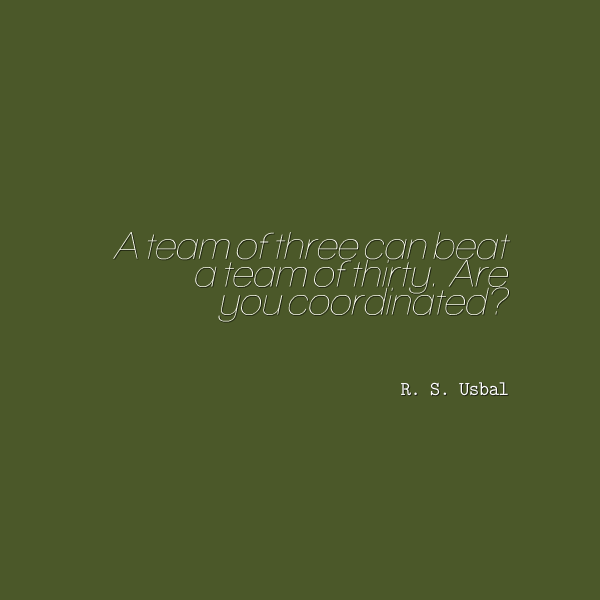 A team of three can beat
a team of thirty. Are
you coordinated?
R. S. Usbal